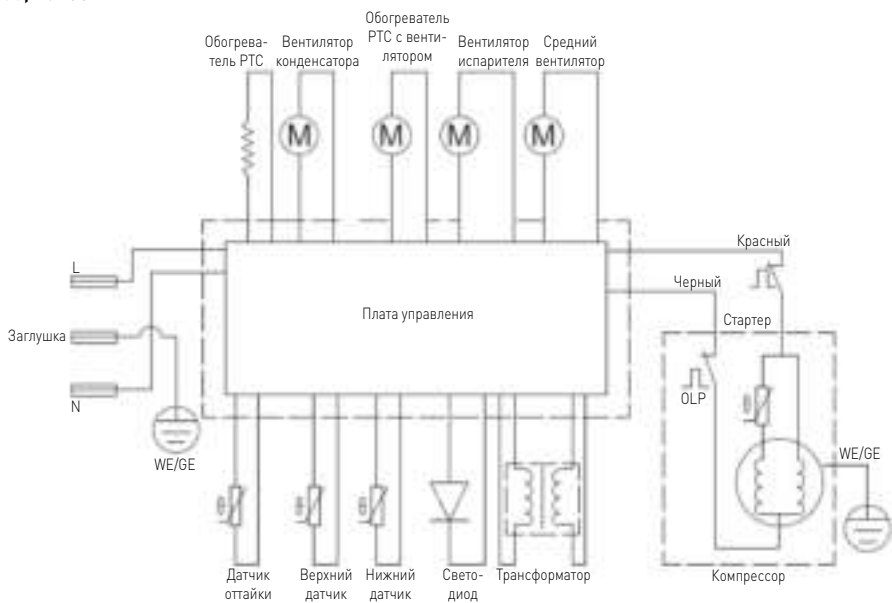 Обогрева-
тель PTC
Вентилятор
конденсатора
Обогреватель
PTC с венти-
лятором
Вентилятор
испарителя
Средний
вентилятор
M
M
M
M
Красный
L
Черный
Плата управления
Стартер
Заглушка
OLP
N
WE/GE
WE/GE
Датчик
оттайки
Верхний
датчик
Нижний
датчик
Свето-
диод
Трансформатор
Компрессор